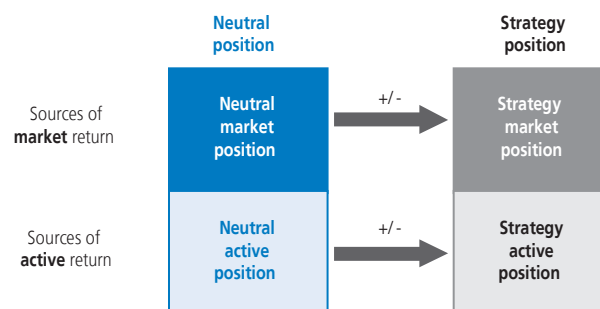 Neutral
position
Strategy
position
Sources of
market return
Neutral
market
position
+/-
Strategy
market
position
Sources of
active return
Neutral
active
position
+/-
Strategy
active
position